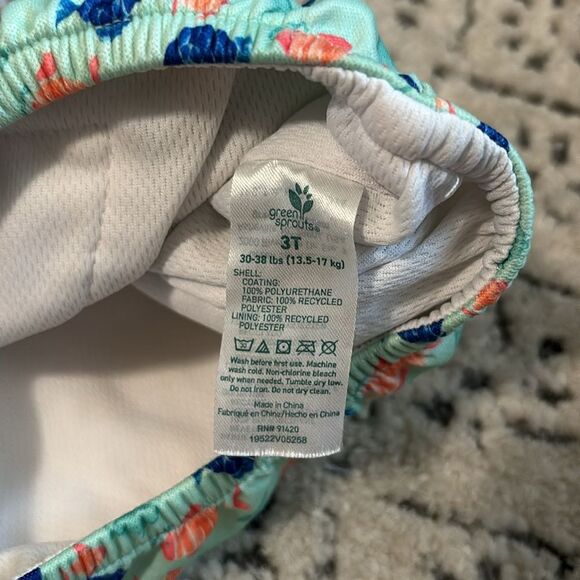 green
sprouts®
3T
30-38 lbs (13.5-17 kg)
SHELL:
COATING:
100% POLYURETHANE
FABRIC: 100% RECYCLED
POLYESTER
LINING: 100% RECYCLED
POLYESTER
Wash before first use. Machine
wash cold. Non-chlorine bleach
only when needed. Tumble dry low.
Do not iron. Do not dry clean.
Made in China
Fabriqué en Chine/Hecho en China
RN# 91420
19522V05258